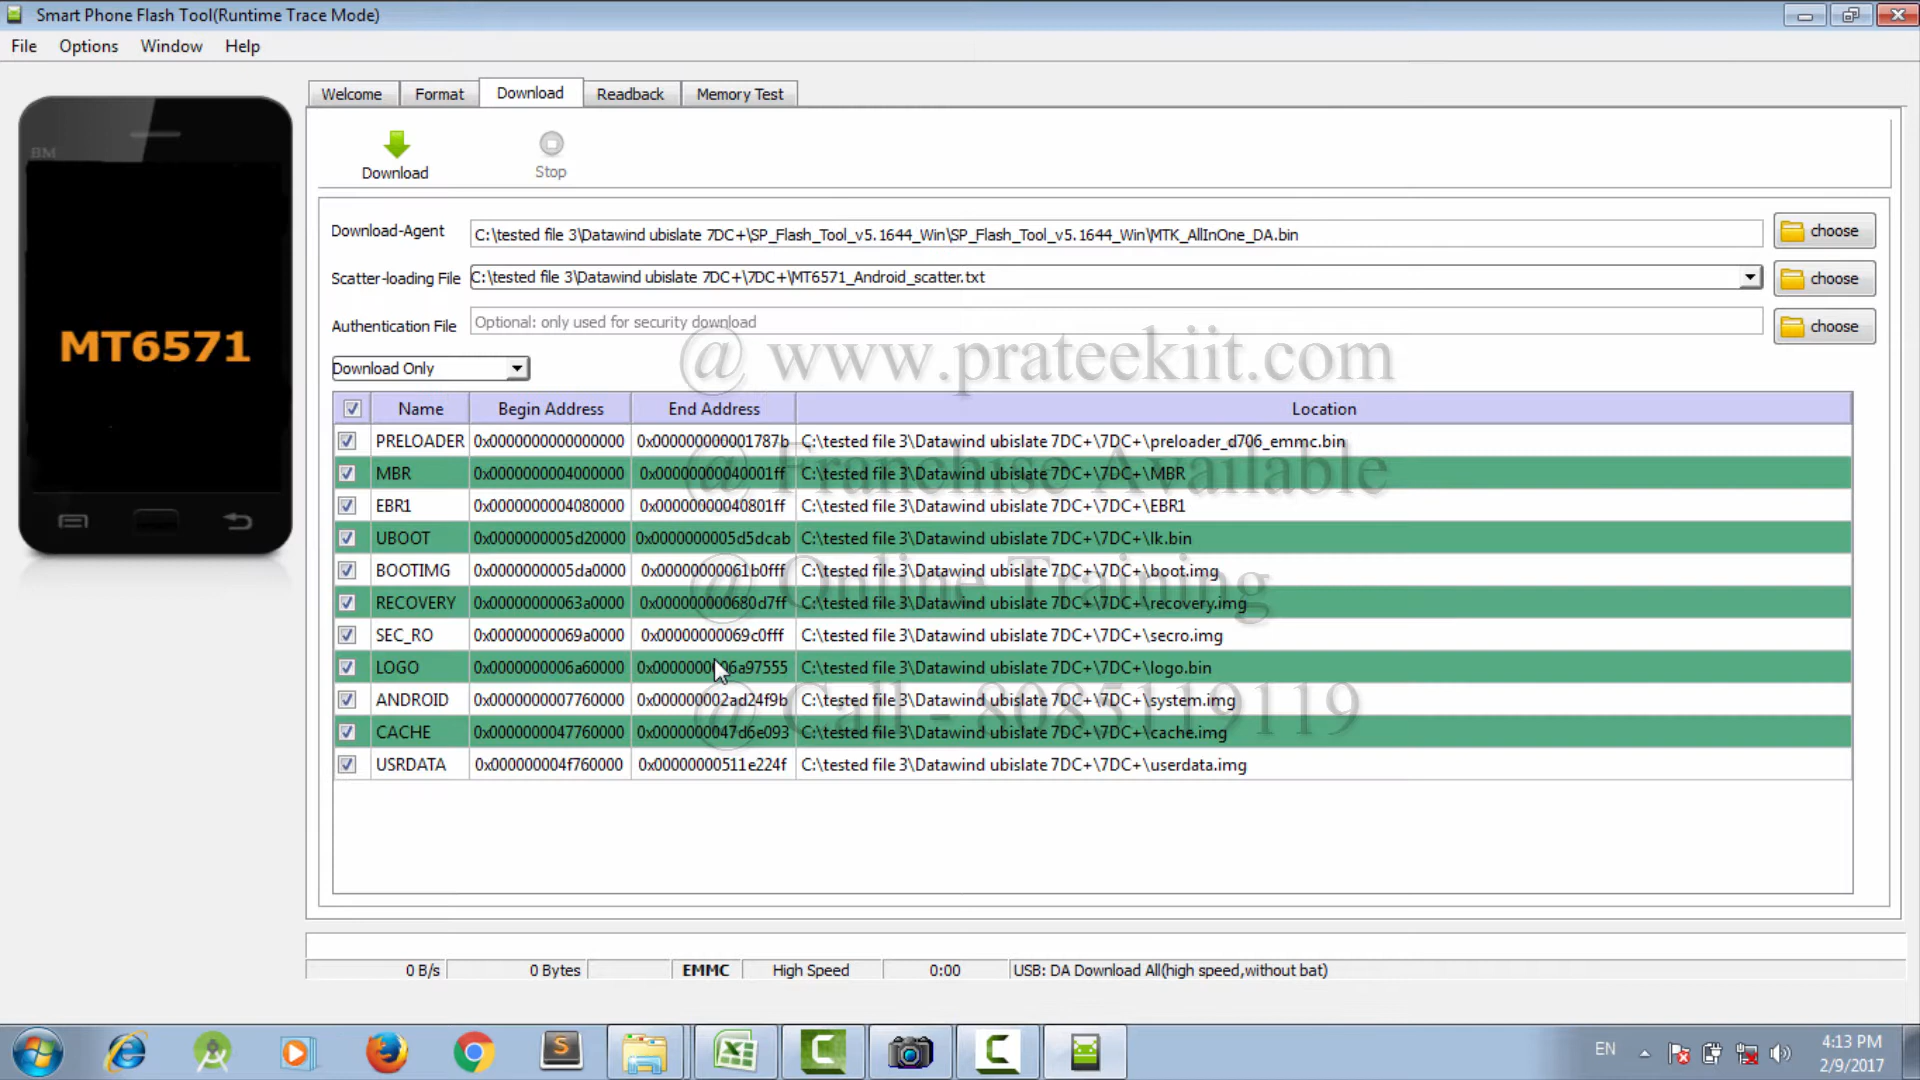 Smart Phone Flash Tool(Runtime Trace Mode)
File Options Window Help
Welcome Format Download Readback Memory Test
BM
Download Stop
Download-Agent C:\tested file 3\Datawind ubislate 7DC+\SP_Flash_Tool_v5.1644_Win\SP_Flash_Tool_v5.1644_Win\MTK_AllInOne_DA.bin choose
Scatter-loading File C:\tested file 3\Datawind ubislate 7DC+\7DC+\MT6571_Android_scatter.txt choose
Authentication File Optional: only used for security download choose
MT6571
Download Only
@ www.prateekiit.com
Name Begin Address End Address Location
PRELOADER 0x0000000000000000 0x000000000001787b C:\tested file 3\Datawind ubislate 7DC+\7DC+\preloader_d706_emmc.bin
@ Franchise Available
MBR 0x0000000004000000 0x00000000040001ff C:\tested file 3\Datawind ubislate 7DC+\7DC+\MBR
EBR1 0x0000000004080000 0x00000000040801ff C:\tested file 3\Datawind ubislate 7DC+\7DC+\EBR1
UBOOT 0x0000000005d20000 0x0000000005d5dcab C:\tested file 3\Datawind ubislate 7DC+\7DC+\lk.bin
BOOTIMG 0x0000000005da0000 0x00000000061b0fff C:\tested file 3\Datawind ubislate 7DC+\7DC+\boot.img
@ Online Training
RECOVERY 0x00000000063a0000 0x000000000680d7ff C:\tested file 3\Datawind ubislate 7DC+\7DC+\recovery.img
SEC_RO 0x00000000069a0000 0x00000000069c0fff C:\tested file 3\Datawind ubislate 7DC+\7DC+\secro.img
LOGO 0x0000000006a60000 0x0000000006a97555 C:\tested file 3\Datawind ubislate 7DC+\7DC+\logo.bin
ANDROID 0x0000000007760000 0x000000002ad24f9b C:\tested file 3\Datawind ubislate 7DC+\7DC+\system.img
@ Call - 8085119119
CACHE 0x0000000047760000 0x0000000047d6e093 C:\tested file 3\Datawind ubislate 7DC+\7DC+\cache.img
USRDATA 0x000000004f760000 0x00000000511e224f C:\tested file 3\Datawind ubislate 7DC+\7DC+\userdata.img
0 B/s 0 Bytes EMMC High Speed 0:00 USB: DA Download All(high speed,without bat)
EN 4:13 PM
2/9/2017